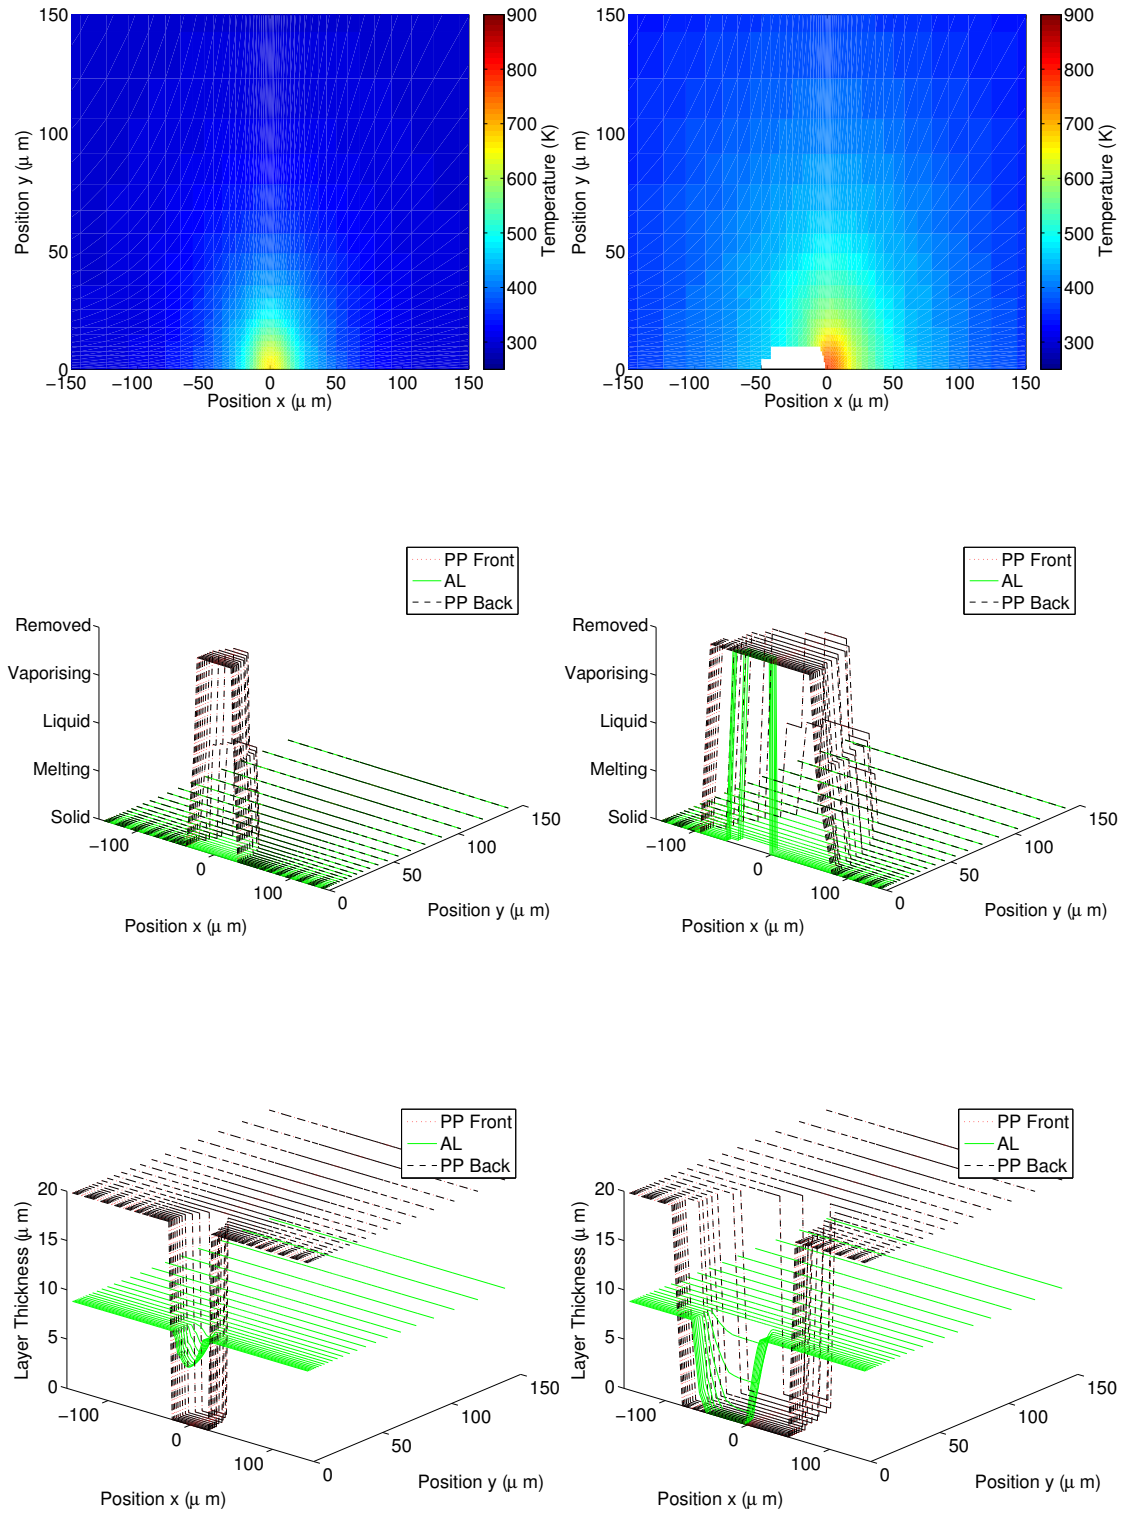 150
100
50
0
−150
−100
−50
0
50
100
150
Position x (μ m)
Position y (μ m)
900
800
700
600
500
400
300
Temperature (K)
150
100
50
0
−150
−100
−50
0
50
100
150
Position x (μ m)
Position y (μ m)
900
800
700
600
500
400
300
Temperature (K)
PP Front
AL
PP Back
Removed
Vaporising
Liquid
Melting
Solid
−100
0
100
0
50
100
150
Position x (μ m)
Position y (μ m)
PP Front
AL
PP Back
Removed
Vaporising
Liquid
Melting
Solid
−100
0
100
0
50
100
150
Position x (μ m)
Position y (μ m)
PP Front
AL
PP Back
20
15
10
5
0
Layer Thickness (μ m)
−100
0
100
0
50
100
150
Position x (μ m)
Position y (μ m)
PP Front
AL
PP Back
20
15
10
5
0
Layer Thickness (μ m)
−100
0
100
0
50
100
150
Position x (μ m)
Position y (μ m)